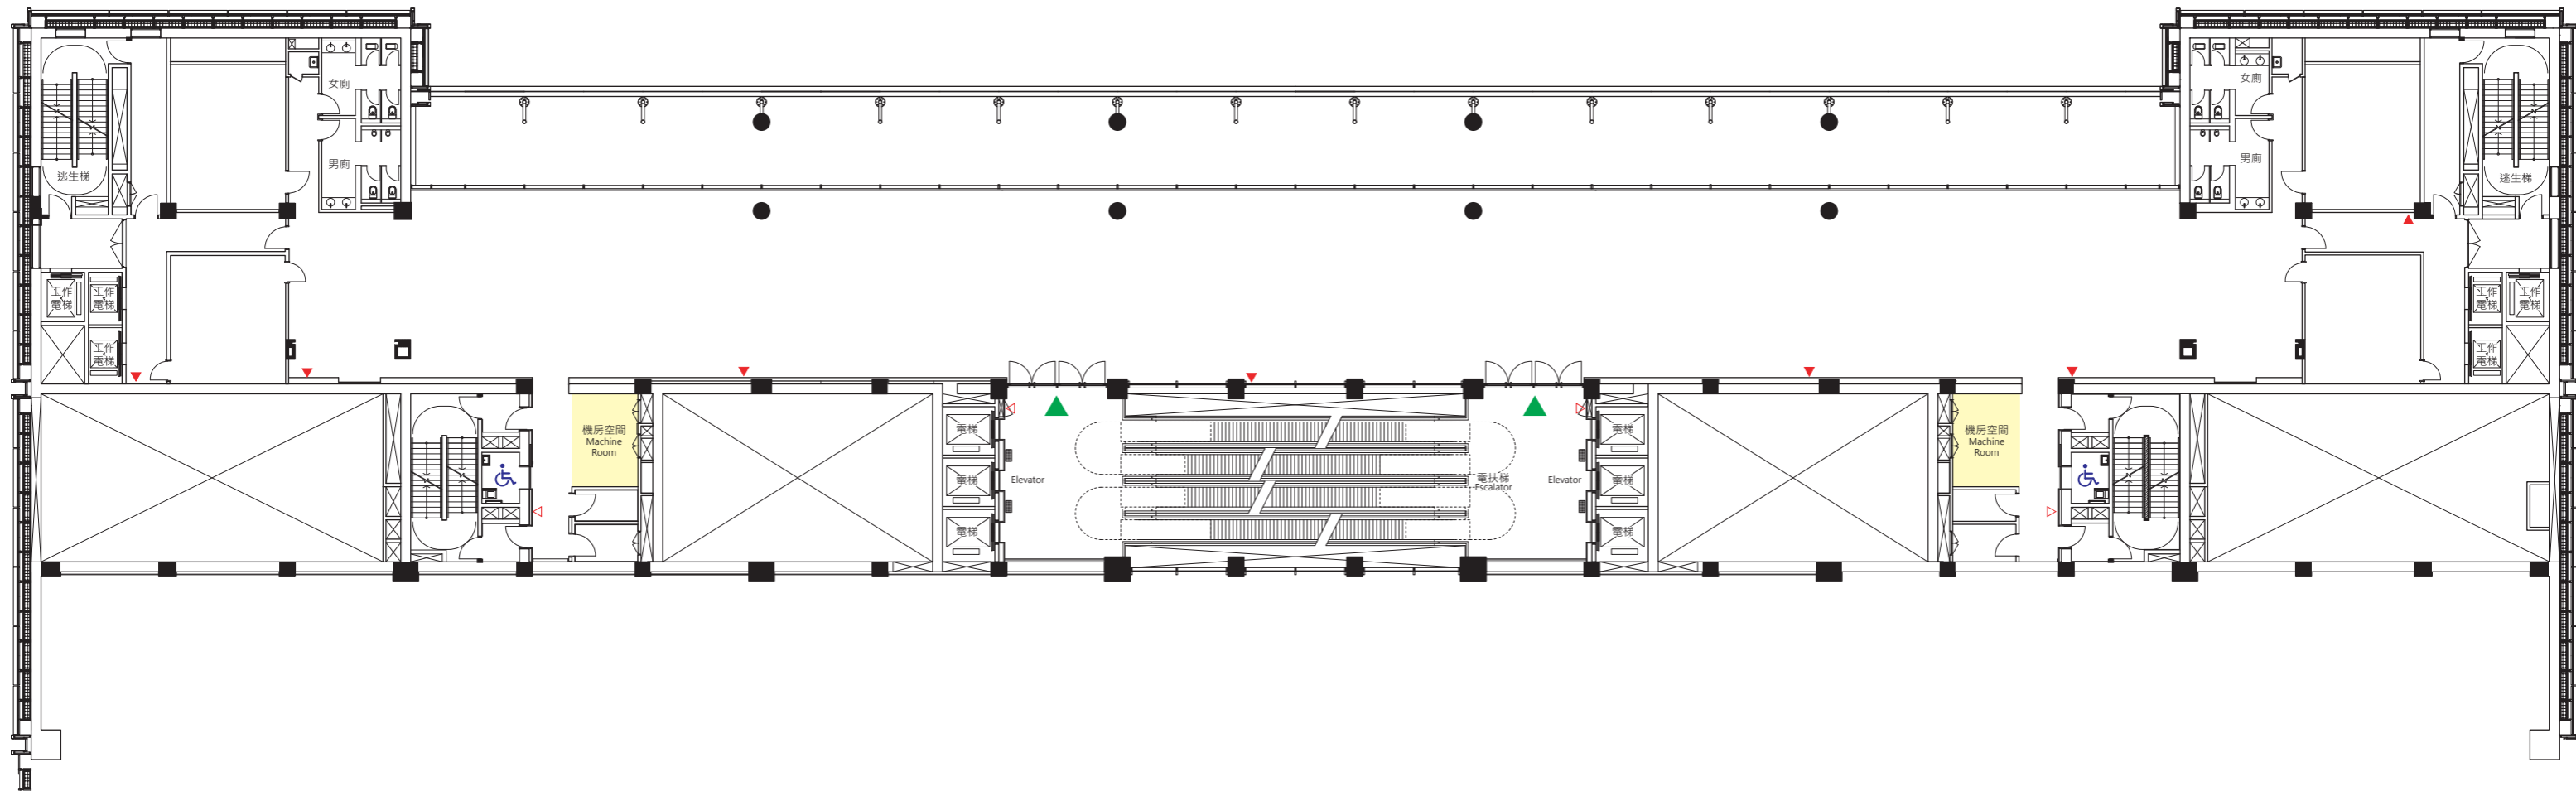 女廁
女廁
男廁
男廁
逃生梯
逃生梯
工作
電梯
工作
電梯
工作
電梯
工作
電梯
工作
電梯
工作
電梯
機房空間
Machine
Room
電梯
電梯
機房空間
Machine
Room
電梯
Elevator
電扶梯
Escalator
Elevator
電梯
電梯
電梯